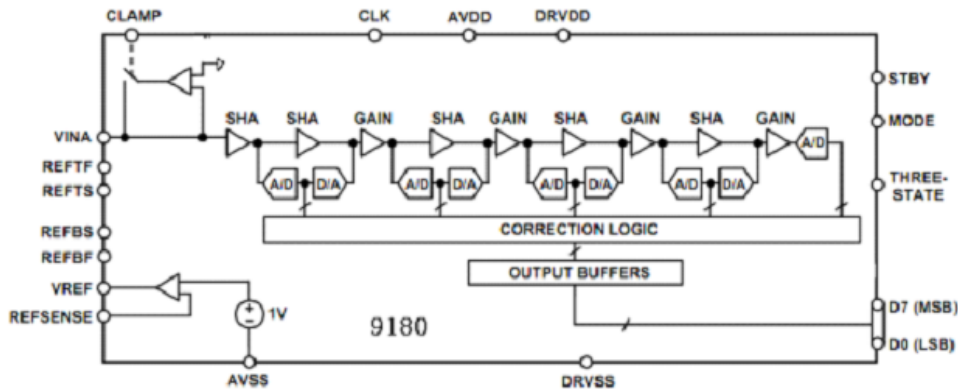 CLAMP CLK AVDD DRVDD
STBY
SHA SHA GAIN SHA GAIN SHA GAIN SHA GAIN
MODE
VINA
A/D
REFTF
REFTS
A/D D/A A/D D/A A/D D/A A/D D/A
THREE-
STATE
REFBS
CORRECTION LOGIC
REFBF
OUTPUT BUFFERS
VREF
D7 (MSB)
REFSENSE
1V
9180
D0 (LSB)
AVSS DRVSS